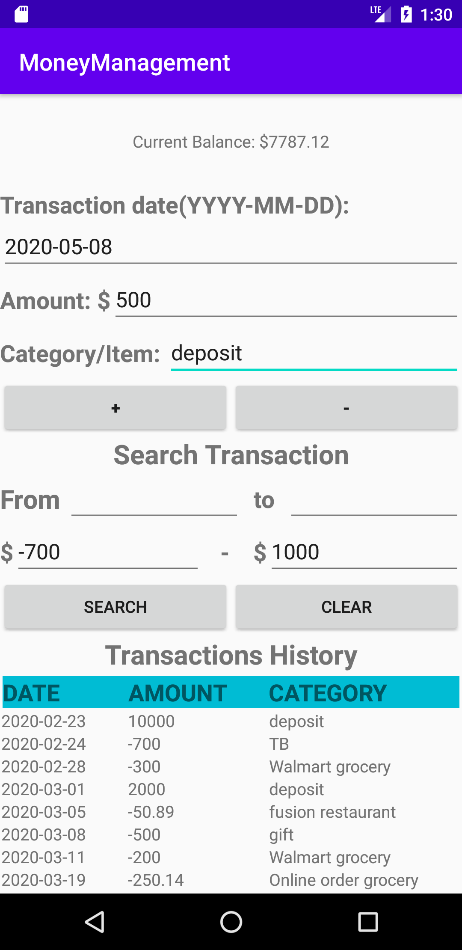 LTE 1:30
MoneyManagement
Current Balance: $7787.12
Transaction date(YYYY-MM-DD):
2020-05-08
Amount: $ 500
Category/Item: deposit
+ -
Search Transaction
From to
$ -700 - $ 1000
SEARCH CLEAR
Transactions History
DATE AMOUNT CATEGORY
2020-02-23 10000 deposit
2020-02-24 -700 TB
2020-02-28 -300 Walmart grocery
2020-03-01 2000 deposit
2020-03-05 -50.89 fusion restaurant
2020-03-08 -500 gift
2020-03-11 -200 Walmart grocery
2020-03-19 -250.14 Online order grocery